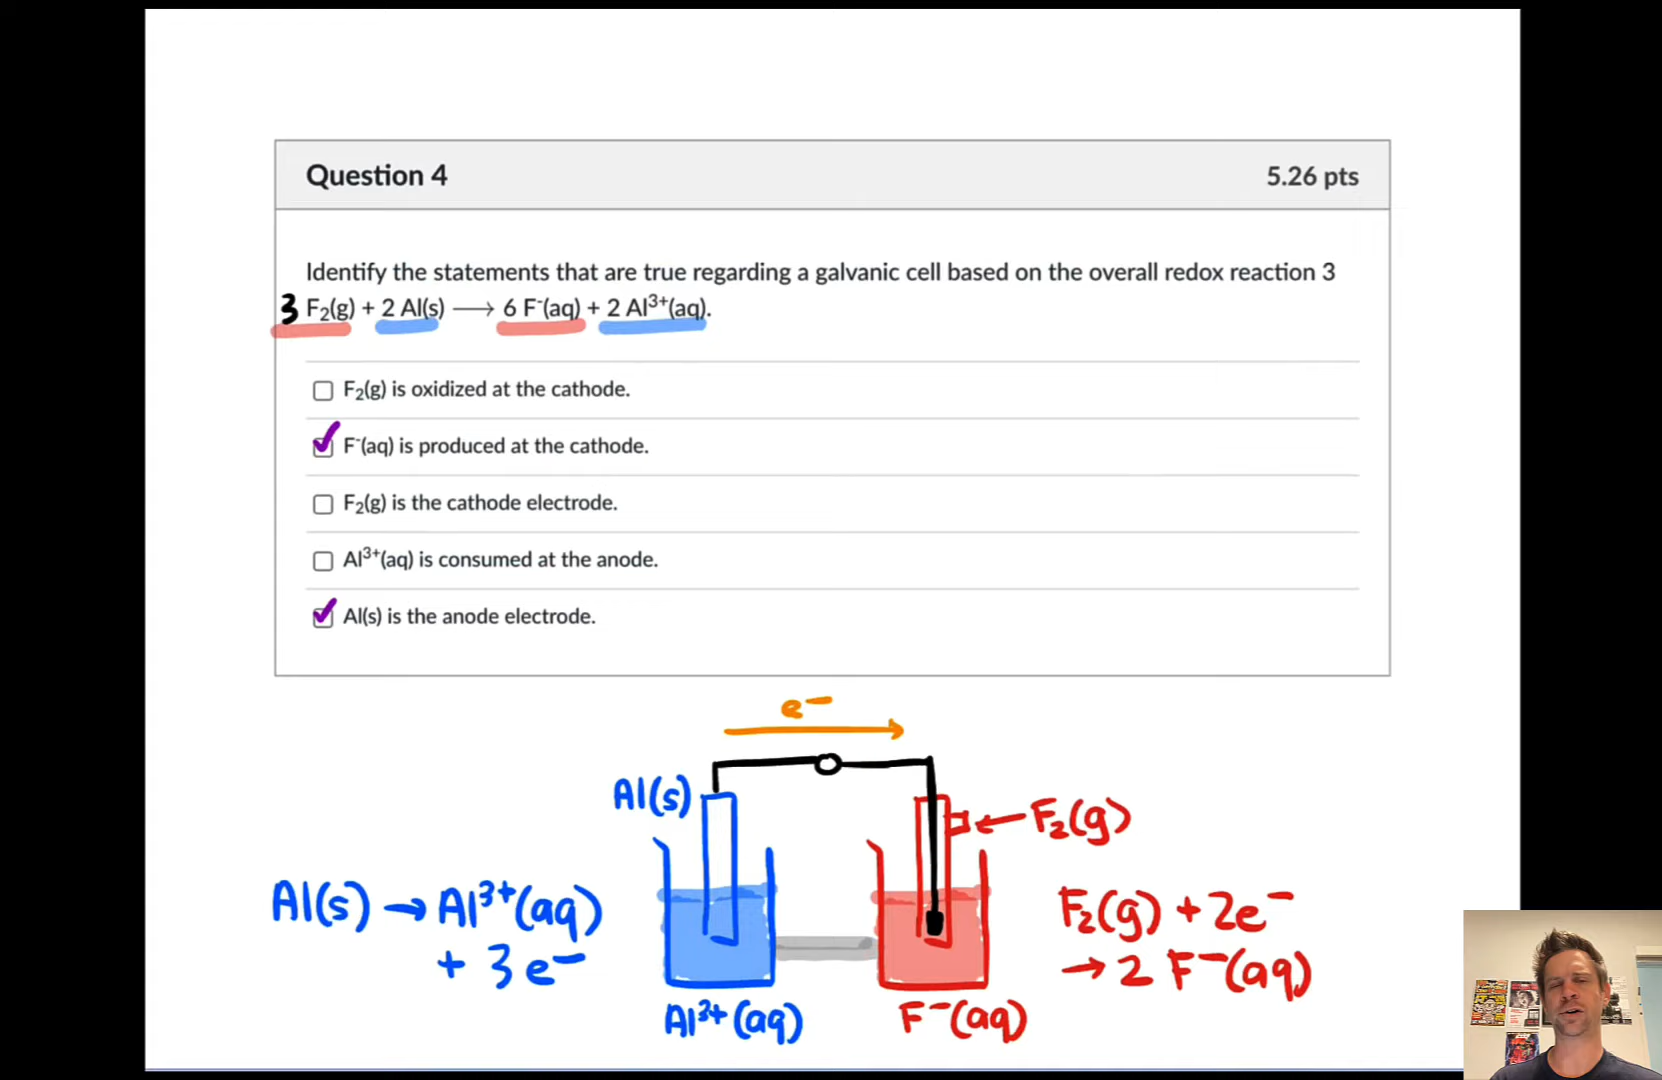 Question 4
5.26 pts
Identify the statements that are true regarding a galvanic cell based on the overall redox reaction 3
3 F₂(g) + 2 Al(s) ⟶ 6 F⁻(aq) + 2 Al³⁺(aq).
F₂(g) is oxidized at the cathode.
F⁻(aq) is produced at the cathode.
F₂(g) is the cathode electrode.
Al³⁺(aq) is consumed at the anode.
Al(s) is the anode electrode.
e⁻
Al(s)
F₂(g)
Al(s) → Al³⁺(aq)
+ 3e⁻
F₂(g) + 2e⁻
→ 2 F⁻(aq)
Al³⁺(aq)
F⁻(aq)